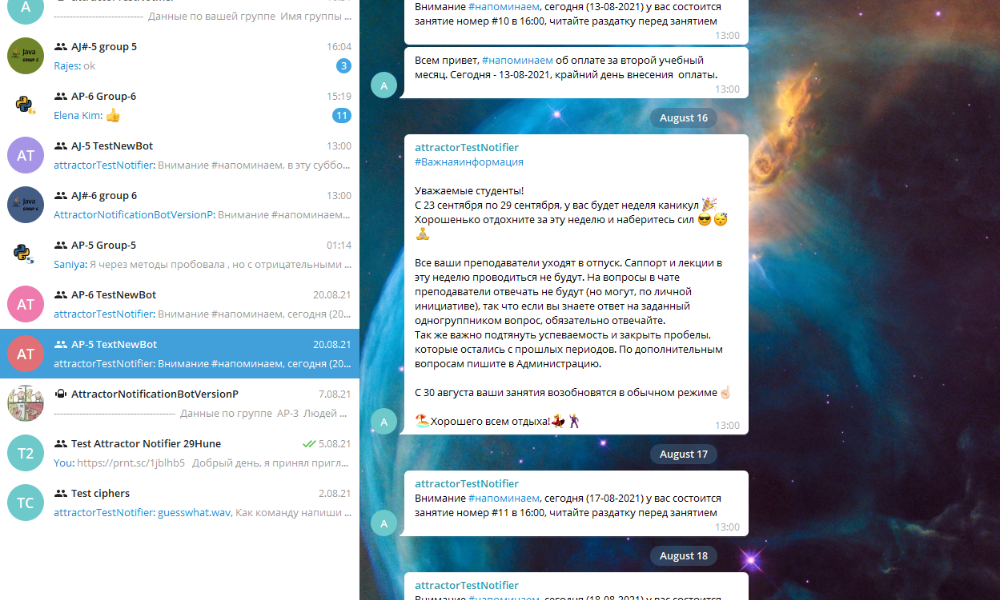 A
Данные по вашей группе Имя группы ...
AJ#-5 group 5
16:04
Rajes: ok
3
AP-6 Group-6
15:19
Elena Kim: 👍
11
AT
AJ-5 TestNewBot
13:00
attractorTestNotifier: Внимание #напоминаем, в эту суббо...
AJ#-6 group 6
13:00
AttractorNotificationBotVersionP: Внимание #напоминаем...
AP-5 Group-5
01:14
Saniya: Я через методы пробовала , но с отрицательными ...
AT
AP-6 TestNewBot
20.08.21
attractorTestNotifier: Внимание #напоминаем, сегодня (20...
AT
AP-5 TextNewBot
20.08.21
attractorTestNotifier: Внимание #напоминаем, сегодня (20...
AttractorNotificationBotVersionP
7.08.21
------------------------------ Данные по группе AP-3 Людей ...
T2
Test Attractor Notifier 29Hune
5.08.21
You: https://prnt.sc/1jblhb5 Добрый день, я принял пригл...
TC
Test ciphers
2.08.21
attractorTestNotifier: guesswhat.wav, Как команду напиши ...
Внимание #напоминаем, сегодня (13-08-2021) у вас состоится
занятие номер #10 в 16:00, читайте раздатку перед занятием
13:00
Всем привет, #напоминаем об оплате за второй учебный
месяц. Сегодня - 13-08-2021, крайний день внесения оплаты.
13:00
A
August 16
attractorTestNotifier
#Важнаяинформация
Уважаемые студенты!
С 23 сентября по 29 сентября, у вас будет неделя каникул 🎉
Хорошенько отдохните за эту неделю и наберитесь сил 😎😴
🧘
Все ваши преподаватели уходят в отпуск. Саппорт и лекции в
эту неделю проводиться не будут. На вопросы в чате
преподаватели отвечать не будут (но могут, по личной
инициативе), так что если вы знаете ответ на заданный
одногруппником вопрос, обязательно отвечайте.
Так же важно подтянуть успеваемость и закрыть пробелы,
которые остались с прошлых периодов. По дополнительным
вопросам пишите в Администрацию.
С 30 августа ваши занятия возобновятся в обычном режиме ☝🏻
🏖Хорошего всем отдыха!💃🕺
13:00
A
August 17
attractorTestNotifier
Внимание #напоминаем, сегодня (17-08-2021) у вас состоится
занятие номер #11 в 16:00, читайте раздатку перед занятием
13:00
A
August 18
attractorTestNotifier
Внимание #напоминаем, сегодня (18-08-2021) у вас состоится